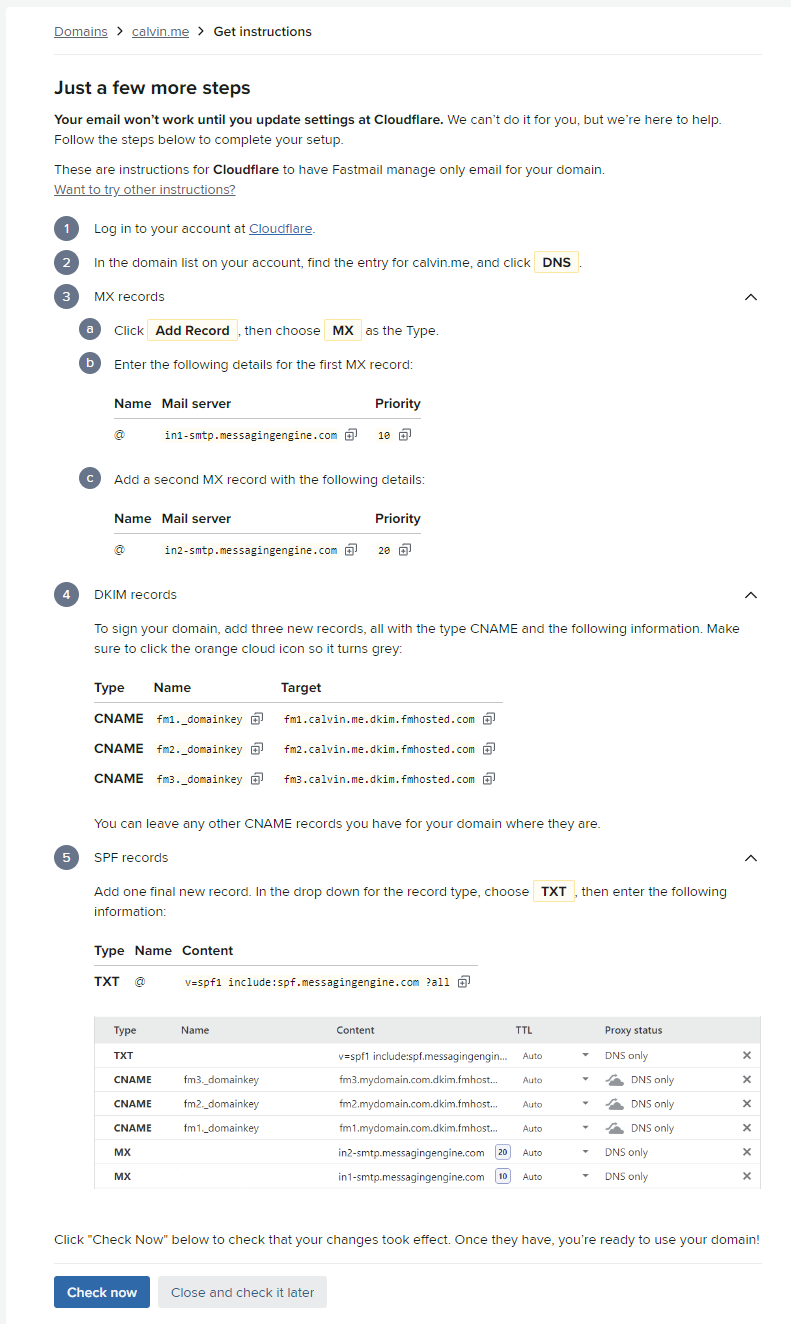 Domains > calvin.me > Get instructions
Just a few more steps
Your email won't work until you update settings at Cloudflare. We can't do it for you, but we're here to help.
Follow the steps below to complete your setup.
These are instructions for Cloudflare to have Fastmail manage only email for your domain.
Want to try other instructions?
1 Log in to your account at Cloudflare.
2 In the domain list on your account, find the entry for calvin.me, and click DNS.
3 MX records
a Click Add Record, then choose MX as the Type.
b Enter the following details for the first MX record:
Name Mail server Priority
@ in1-smtp.messagingengine.com 10
c Add a second MX record with the following details:
Name Mail server Priority
@ in2-smtp.messagingengine.com 20
4 DKIM records
To sign your domain, add three new records, all with the type CNAME and the following information. Make
sure to click the orange cloud icon so it turns grey:
Type Name Target
CNAME fm1._domainkey fm1.calvin.me.dkim.fmhosted.com
CNAME fm2._domainkey fm2.calvin.me.dkim.fmhosted.com
CNAME fm3._domainkey fm3.calvin.me.dkim.fmhosted.com
You can leave any other CNAME records you have for your domain where they are.
5 SPF records
Add one final new record. In the drop down for the record type, choose TXT, then enter the following
information:
Type Name Content
TXT @ v=spf1 include:spf.messagingengine.com ?all
Type Name Content TTL Proxy status
TXT v=spf1 include:spf.messagingengin... Auto DNS only
CNAME fm3._domainkey fm3.mydomain.com.dkim.fmhost... Auto DNS only
CNAME fm2._domainkey fm2.mydomain.com.dkim.fmhost... Auto DNS only
CNAME fm1._domainkey fm1.mydomain.com.dkim.fmhost... Auto DNS only
MX in2-smtp.messagingengine.com 20 Auto DNS only
MX in1-smtp.messagingengine.com 10 Auto DNS only
Click "Check Now" below to check that your changes took effect. Once they have, you're ready to use your domain!
Check now Close and check it later